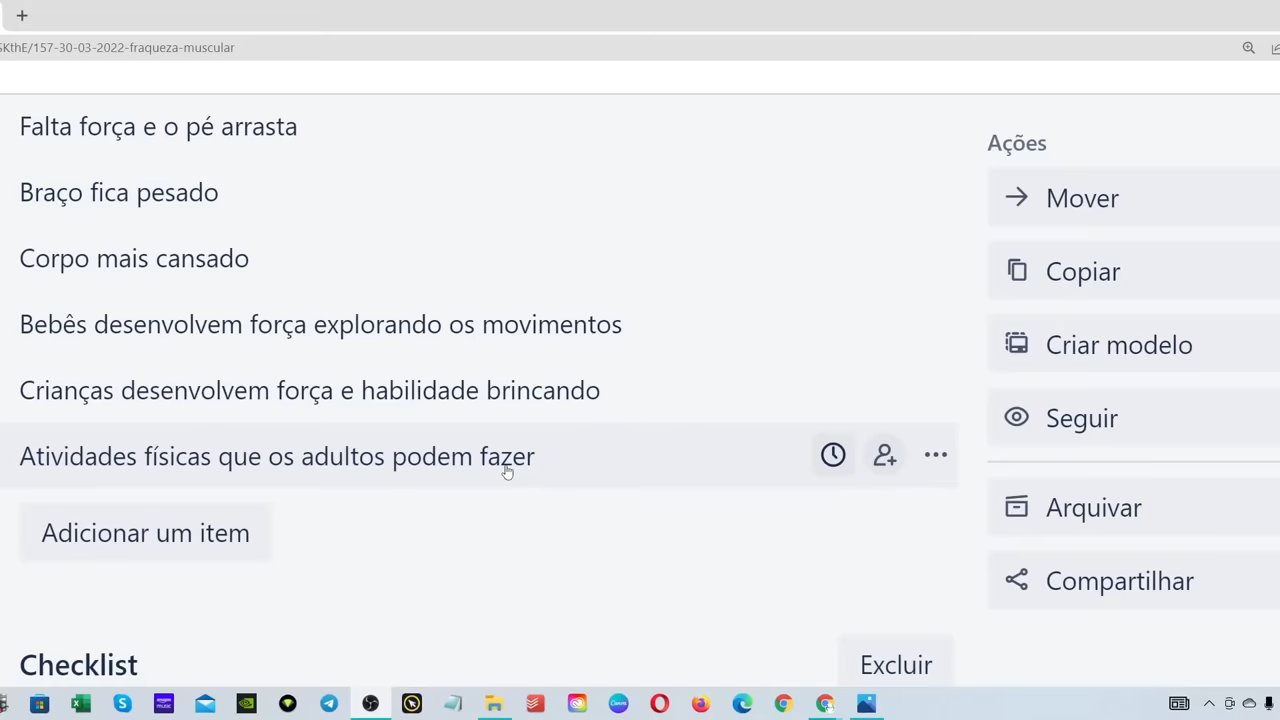 SKthE/157-30-03-2022-fraqueza-muscular
Falta força e o pé arrasta
Ações
Braço fica pesado
Mover
Corpo mais cansado
Copiar
Bebês desenvolvem força explorando os movimentos
Criar modelo
Crianças desenvolvem força e habilidade brincando
Seguir
Atividades físicas que os adultos podem fazer
Adicionar um item
Arquivar
Compartilhar
Checklist
Excluir